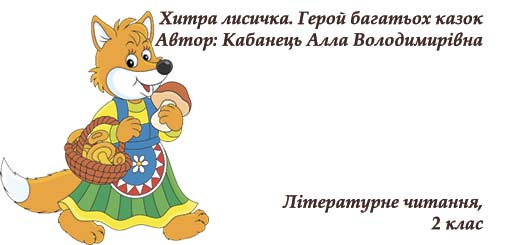 Хитра лисичка. Герой багатьох казок
Автор: Кабанець Алла Володимирівна
Літературне читання,
2 клас